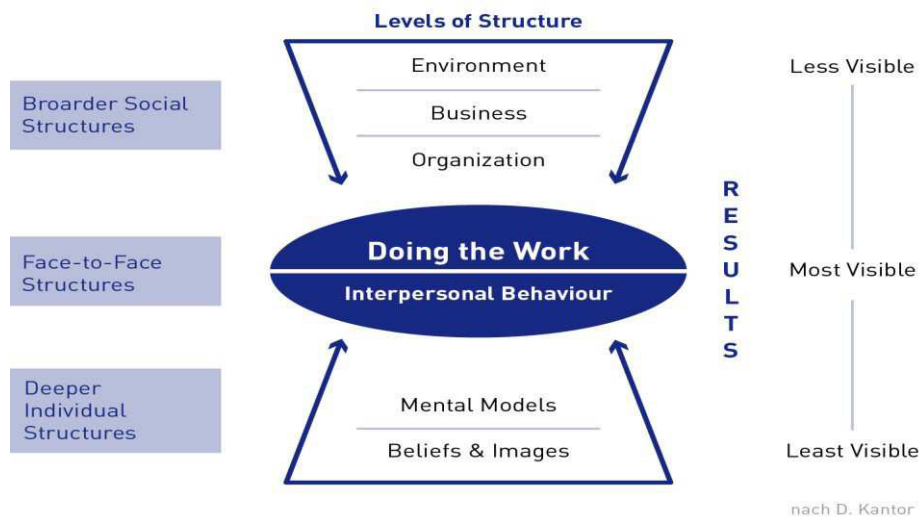 Levels of Structure
Environment
Less Visible
Broarder Social
Structures
Business
Organization
R
E
S
U
L
T
S
Doing the Work
Face-to-Face
Structures
Most Visible
Interpersonal Behaviour
Deeper
Individual
Structures
Mental Models
Beliefs & Images
Least Visible
nach D. Kantor